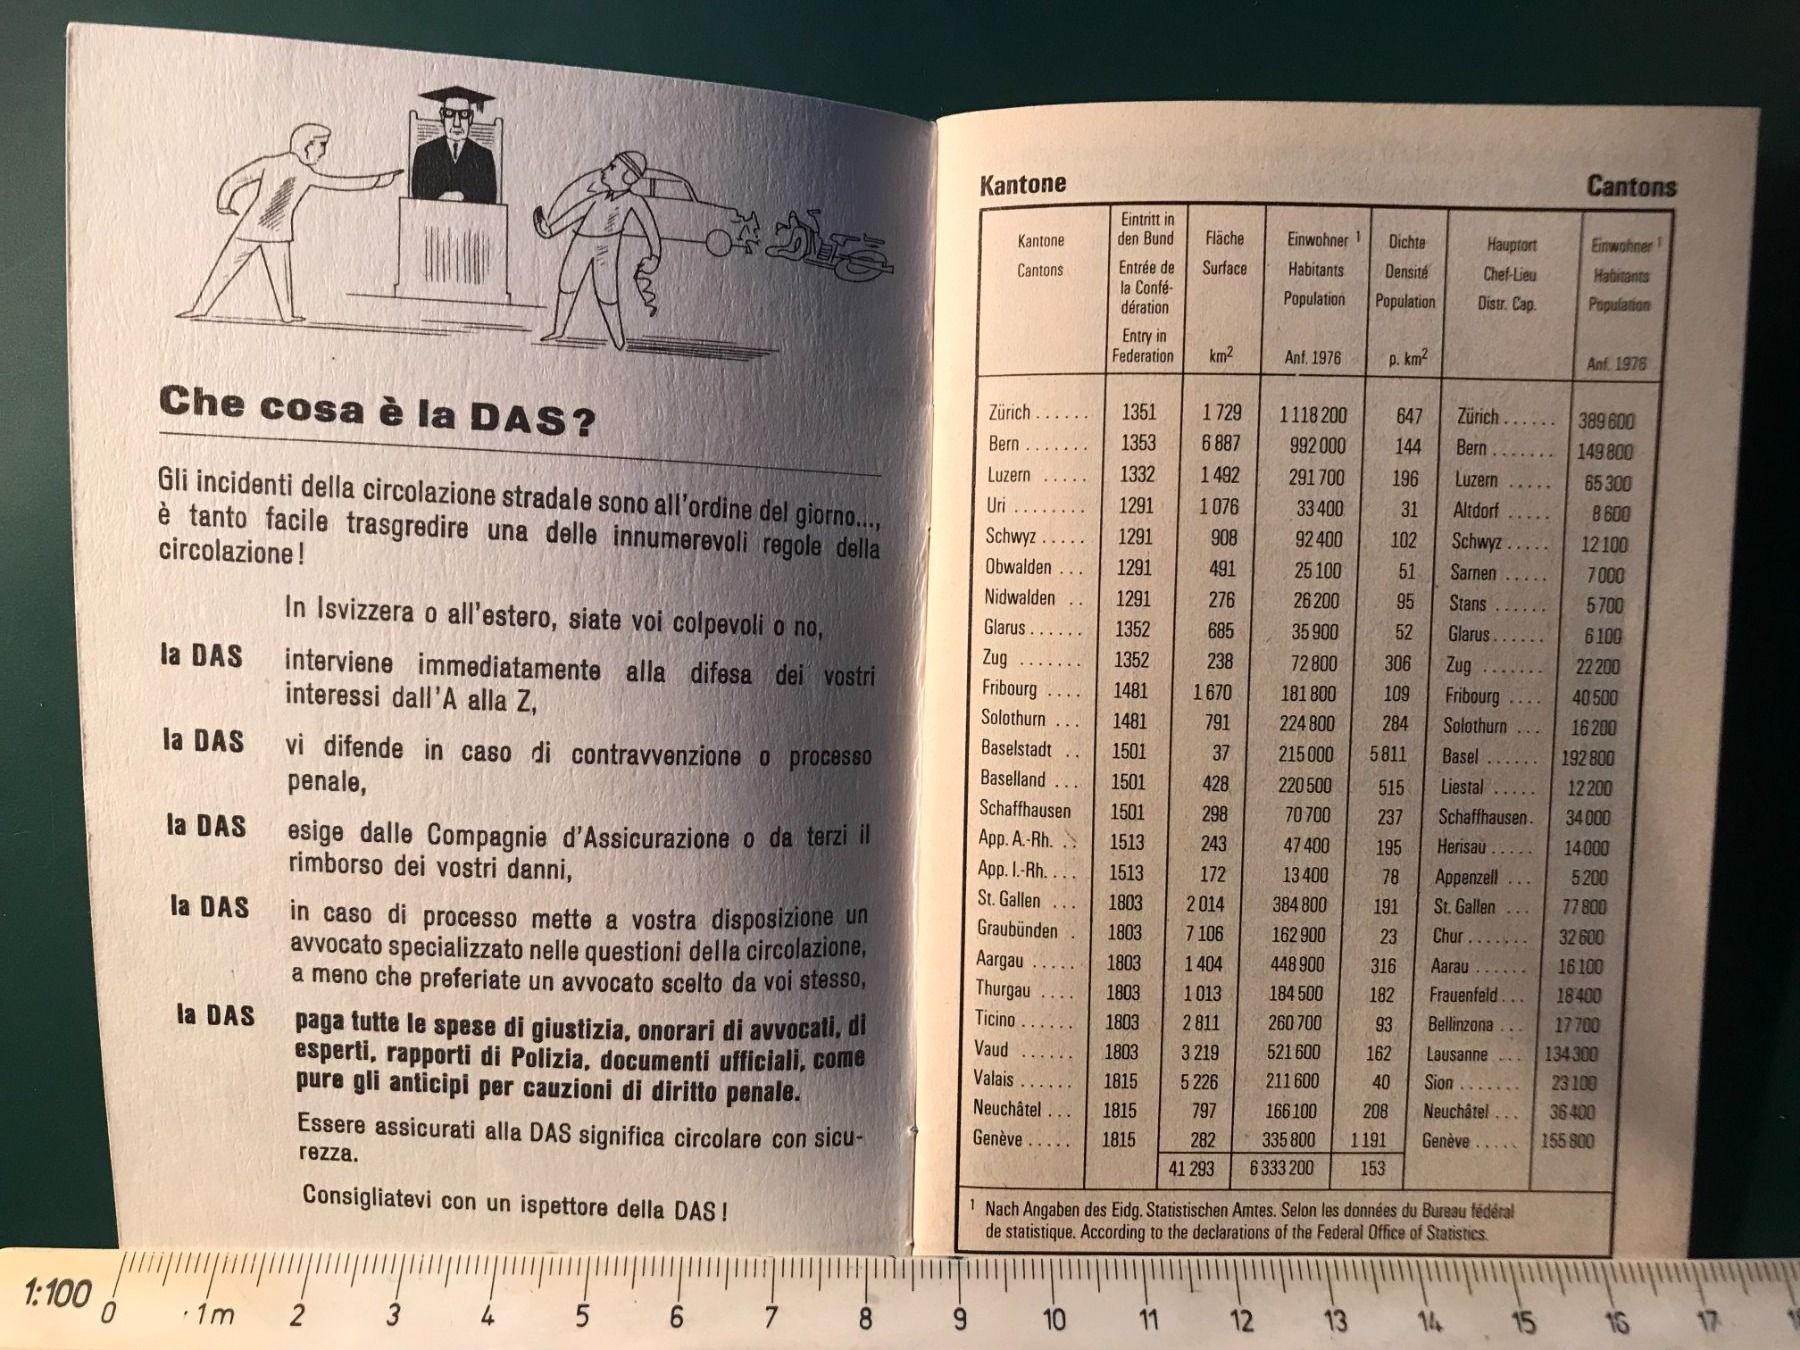 Che cosa è la DAS?
Gli incidenti della circolazione stradale sono all'ordine del giorno...,
è tanto facile trasgredire una delle innumerevoli regole della
circolazione!
In Isvizzera o all'estero, siate voi colpevoli o no,
la DAS interviene immediatamente alla difesa dei vostri
interessi dall'A alla Z,
la DAS vi difende in caso di contravvenzione o processo
penale,
la DAS esige dalle Compagnie d'Assicurazione o da terzi il
rimborso dei vostri danni,
la DAS in caso di processo mette a vostra disposizione un
avvocato specializzato nelle questioni della circolazione,
a meno che preferiate un avvocato scelto da voi stesso,
la DAS paga tutte le spese di giustizia, onorari di avvocati, di
esperti, rapporti di Polizia, documenti ufficiali, come
pure gli anticipi per cauzioni di diritto penale.
Essere assicurati alla DAS significa circolare con sicu-
rezza.
Consigliatevi con un ispettore della DAS!
Kantone Cantons
Kantone
Cantons
Eintritt in
den Bund
Entrée de
la Confé-
dération
Entry in
Federation
Fläche
Surface
km²
Einwohner ¹
Habitants
Population
Anf. 1976
Dichte
Densité
Population
p. km²
Hauptort
Chef-Lieu
Distr. Cap.
Einwohner ¹
Habitants
Population
Anf. 1976
Zürich ...... 1351 1 729 1 118 200 647 Zürich ...... 389 600
Bern ....... 1353 6 887 992 000 144 Bern ....... 149 800
Luzern ..... 1332 1 492 291 700 196 Luzern ..... 65 300
Uri ........ 1291 1 076 33 400 31 Altdorf ..... 8 600
Schwyz ..... 1291 908 92 400 102 Schwyz ..... 12 100
Obwalden ... 1291 491 25 100 51 Sarnen ..... 7 000
Nidwalden .. 1291 276 26 200 95 Stans ...... 5 700
Glarus ...... 1352 685 35 900 52 Glarus ...... 6 100
Zug ....... 1352 238 72 800 306 Zug ....... 22 200
Fribourg .... 1481 1 670 181 800 109 Fribourg .... 40 500
Solothurn ... 1481 791 224 800 284 Solothurn ... 16 200
Baselstadt .. 1501 37 215 000 5 811 Basel ...... 192 800
Baselland ... 1501 428 220 500 515 Liestal ..... 12 200
Schaffhausen 1501 298 70 700 237 Schaffhausen . 34 000
App. A.-Rh. .. 1513 243 47 400 195 Herisau ..... 14 000
App. I.-Rh. ... 1513 172 13 400 78 Appenzell ... 5 200
St. Gallen ... 1803 2 014 384 800 191 St. Gallen ... 77 800
Graubünden . 1803 7 106 162 900 23 Chur ....... 32 600
Aargau ..... 1803 1 404 448 900 316 Aarau ...... 16 100
Thurgau .... 1803 1 013 184 500 182 Frauenfeld ... 18 400
Ticino ...... 1803 2 811 260 700 93 Bellinzona ... 17 700
Vaud ...... 1803 3 219 521 600 162 Lausanne ... 134 300
Valais ...... 1815 5 226 211 600 40 Sion ....... 23 100
Neuchâtel ... 1815 797 166 100 208 Neuchâtel ... 36 400
Genève ..... 1815 282 335 800 1 191 Genève ..... 155 800
41 293 6 333 200 153
¹ Nach Angaben des Eidg. Statistischen Amtes. Selon les données du Bureau fédéral
de statistique. According to the declarations of the Federal Office of Statistics.
1:100 0 1m 2 3 4 5 6 7 8 9 10 11 12 13 14 15 16 17